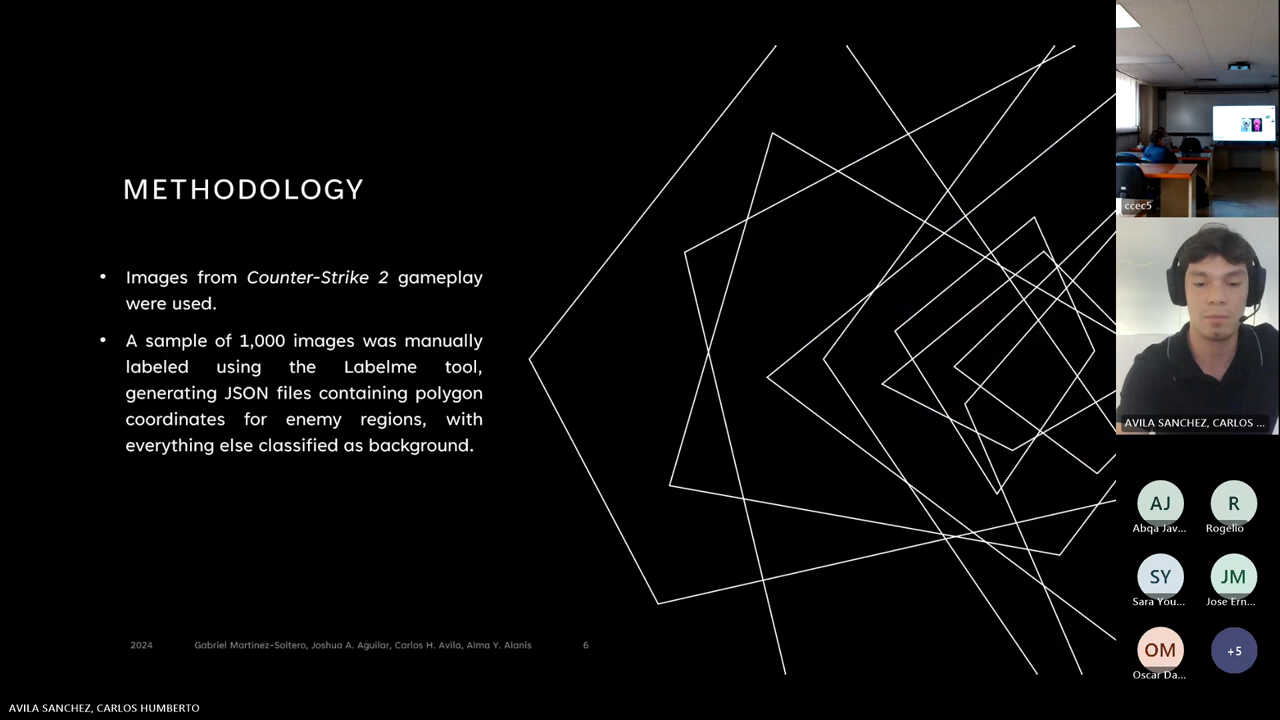 METHODOLOGY
• Images from Counter-Strike 2 gameplay
were used.
• A sample of 1,000 images was manually
labeled using the Labelme tool,
generating JSON files containing polygon
coordinates for enemy regions, with
everything else classified as background.
2024 Gabriel Martinez-Soltero, Joshua A. Aguilar, Carlos H. Avila, Alma Y. Alanis 6
ccec5
AVILA SANCHEZ, CARLOS ...
AJ R
Abqa Jav... Rogelio
SY JM
Sara You... Jose Ern...
OM +5
Oscar Da...
AVILA SANCHEZ, CARLOS HUMBERTO